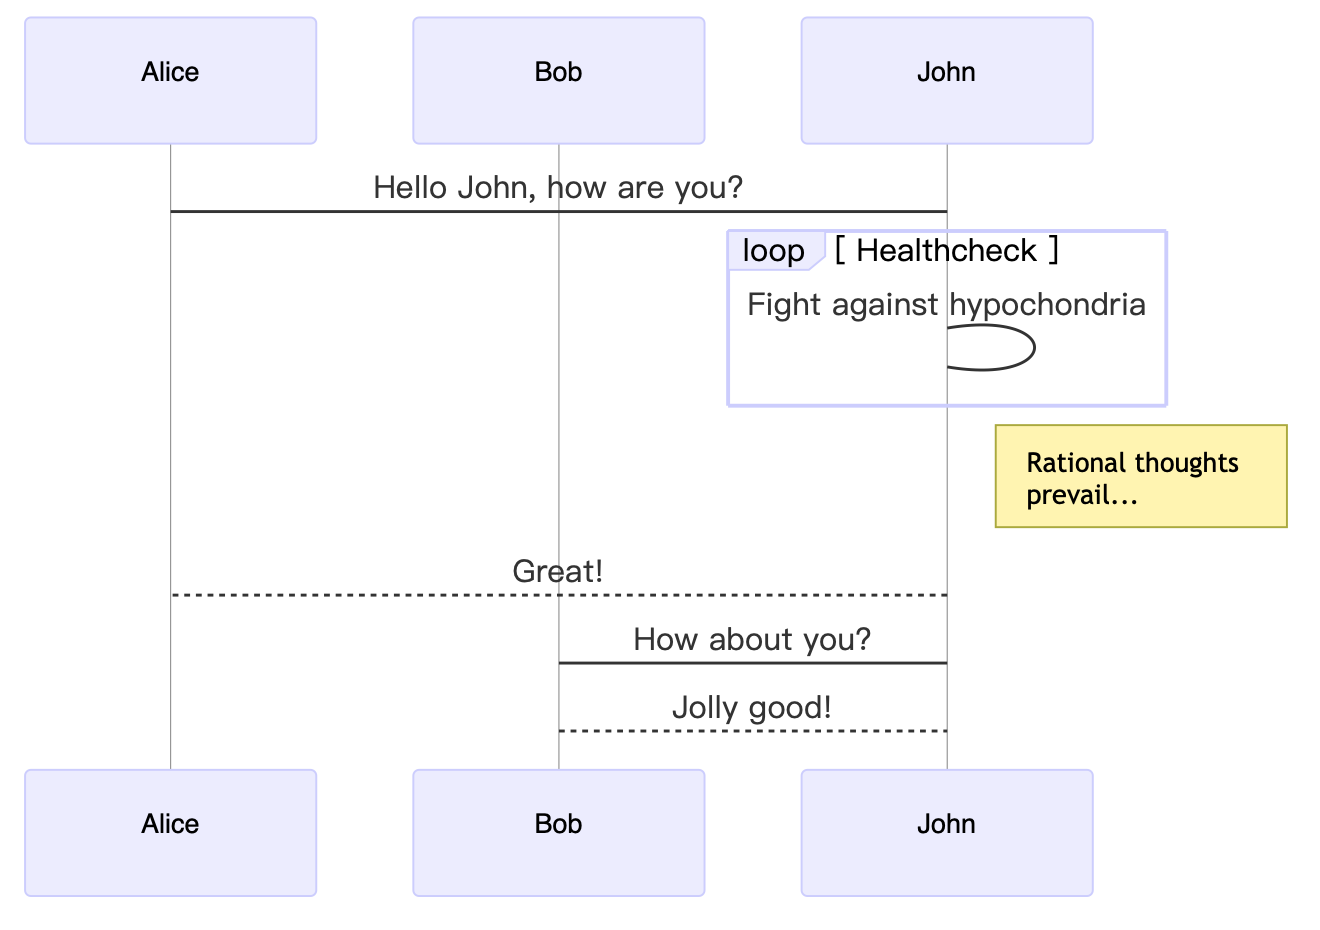 Alice
Bob
John
Hello John, how are you?
loop
[ Healthcheck ]
Fight against hypochondria
Rational thoughts
prevail...
Great!
How about you?
Jolly good!
Alice
Bob
John